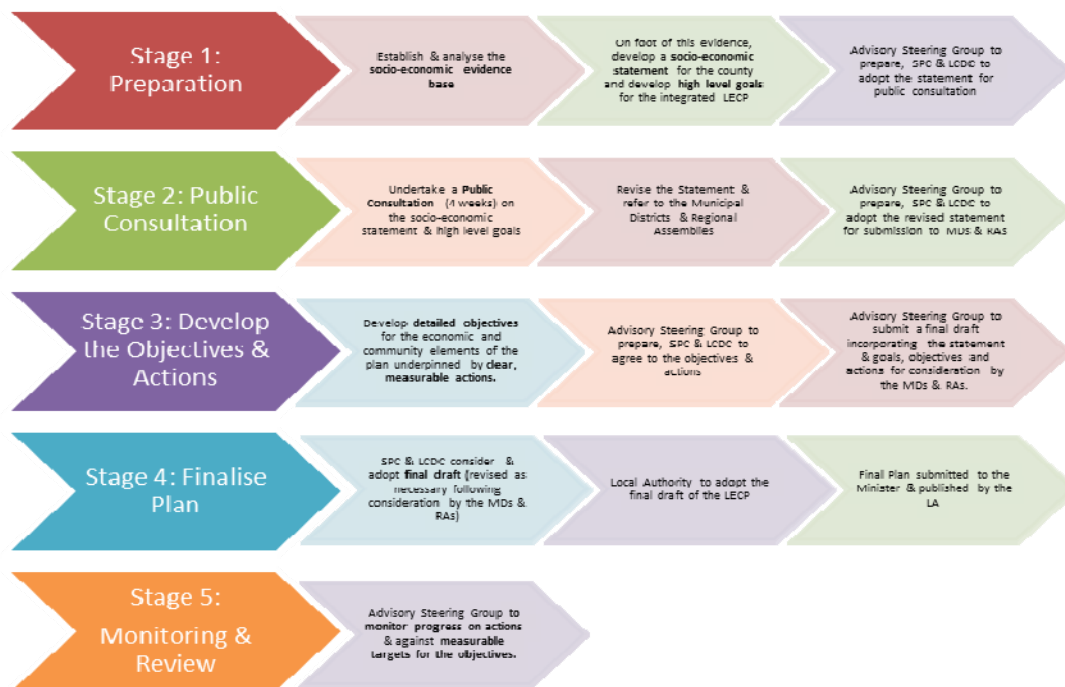 Stage 1:
Preparation
Establish & analyse the
socio-economic evidence
base
On foot of this evidence,
develop a socio-economic
statement for the county
and develop high level goals
for the integrated LECP
Advisory Steering Group to
prepare, SPC & LCDC to
adopt the statement for
public consultation
Stage 2: Public
Consultation
Undertake a Public
Consultation (4 weeks) on
the socio-economic
statement & high level goals
Revise the Statement &
refer to the Municipal
Districts & Regional
Assemblies
Advisory Steering Group to
prepare, SPC & LCDC to
adopt the revised statement
for submission to MDs & RAs
Stage 3: Develop
the Objectives &
Actions
Develop detailed objectives
for the economic and
community elements of the
plan underpinned by clear,
measurable actions.
Advisory Steering Group to
prepare, SPC & LCDC to
agree to the objectives &
actions
Advisory Steering Group to
submit a final draft
incorporating the statement
& goals, objectives and
actions for consideration by
the MDs & RAs.
Stage 4: Finalise
Plan
SPC & LCDC consider &
adopt final draft (revised as
necessary following
consideration by the MDs &
RAs)
Local Authority to adopt the
final draft of the LECP
Final Plan submitted to the
Minister & published by the
LA
Stage 5:
Monitoring &
Review
Advisory Steering Group to
monitor progress on actions
& against measurable
targets for the objectives.